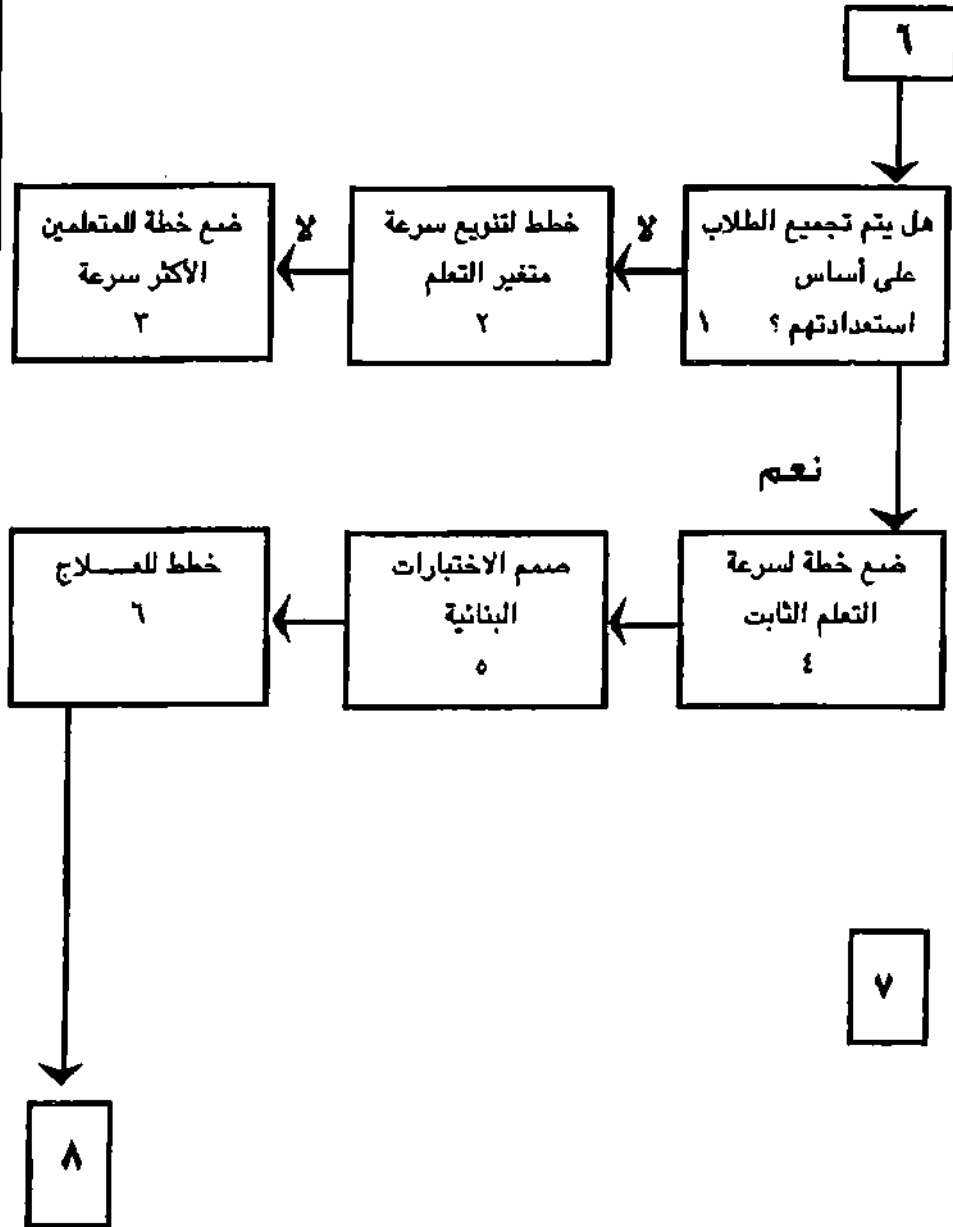 ٦
هل يتم تجميع الطلاب
على أساس
استعدادتهم ؟ ١
لا
خطط لتنويع سرعة
متغير التعلم
٢
لا
ضع خطة للمتعلمين
الأكثر سرعة
٣
نعم
ضع خطة لسرعة
التعلم الثابت
٤
صمم الاختبارات
البنائية
٥
خطط للعـــلاج
٦
٧
٨